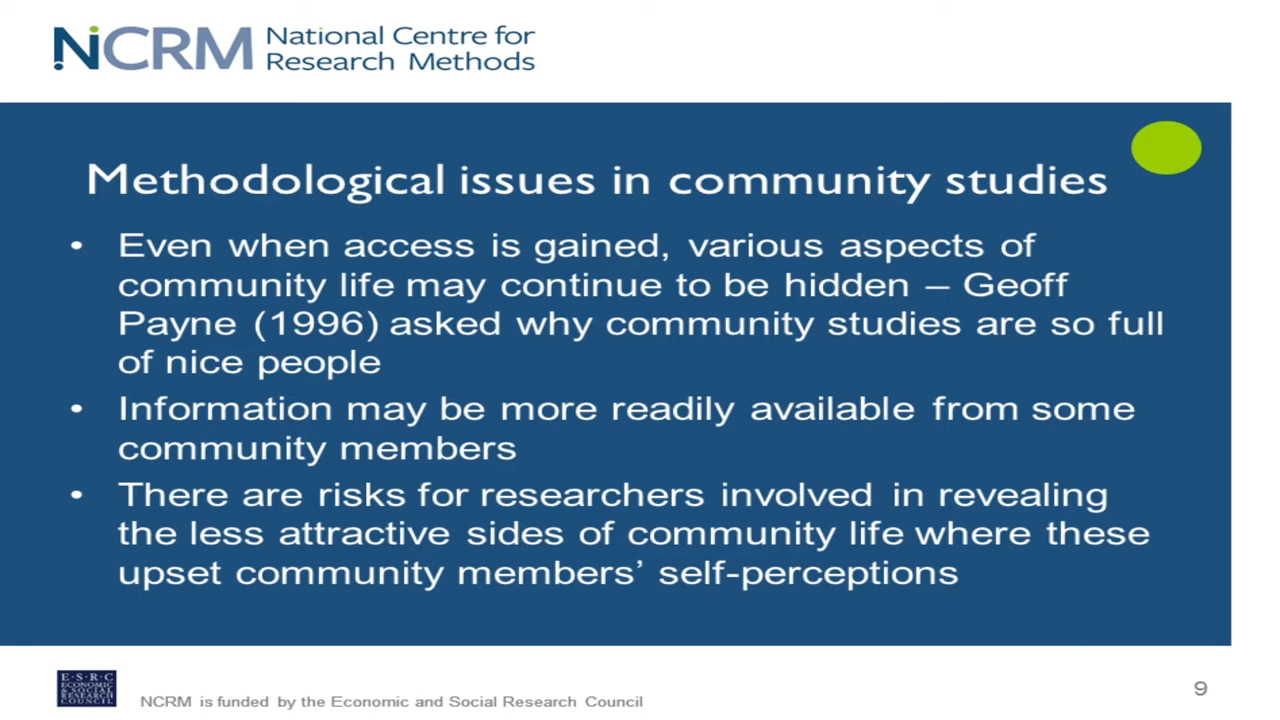 NCRM National Centre for
Research Methods
Methodological issues in community studies
• Even when access is gained, various aspects of
community life may continue to be hidden – Geoff
Payne (1996) asked why community studies are so full
of nice people
• Information may be more readily available from some
community members
• There are risks for researchers involved in revealing
the less attractive sides of community life where these
upset community members’ self-perceptions
E·S·R·C
ECONOMIC
& SOCIAL
RESEARCH
COUNCIL
NCRM is funded by the Economic and Social Research Council
9